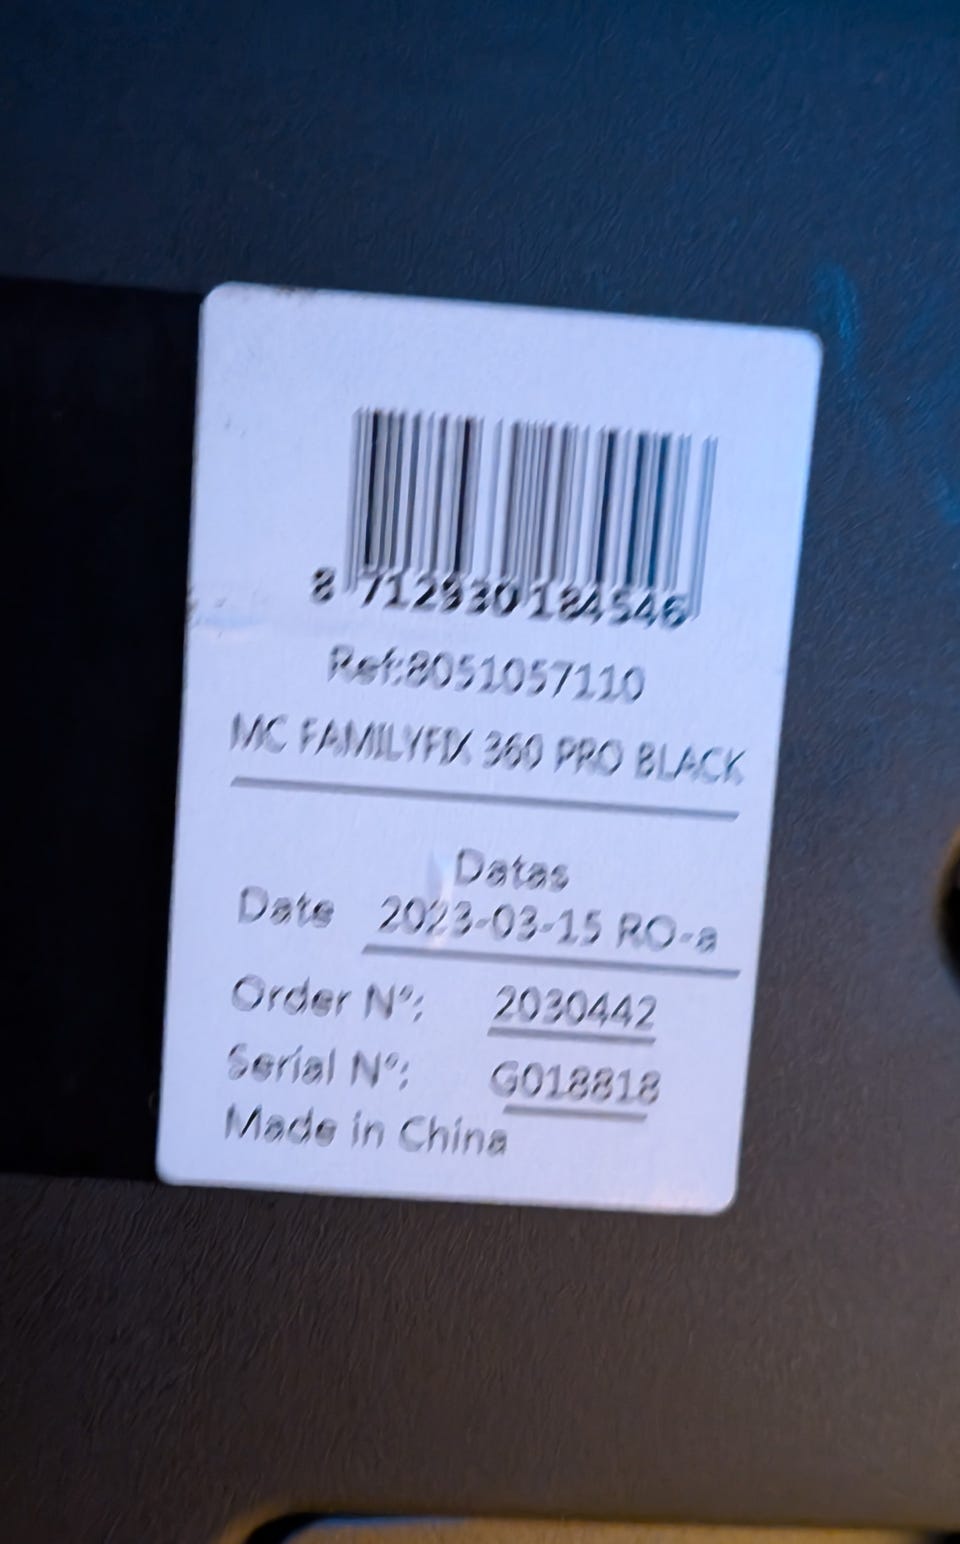 8 712930 184546
Ref:8051057110
MC FAMILYFIX 360 PRO BLACK
Datas
Date 2023-03-15 RO-a
Order N°: 2030442
Serial N°: G018818
Made in China